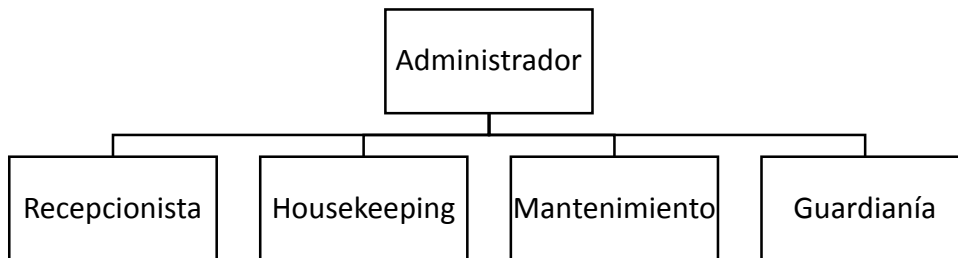 Administrador
Recepcionista
Housekeeping
Mantenimiento
Guardianía